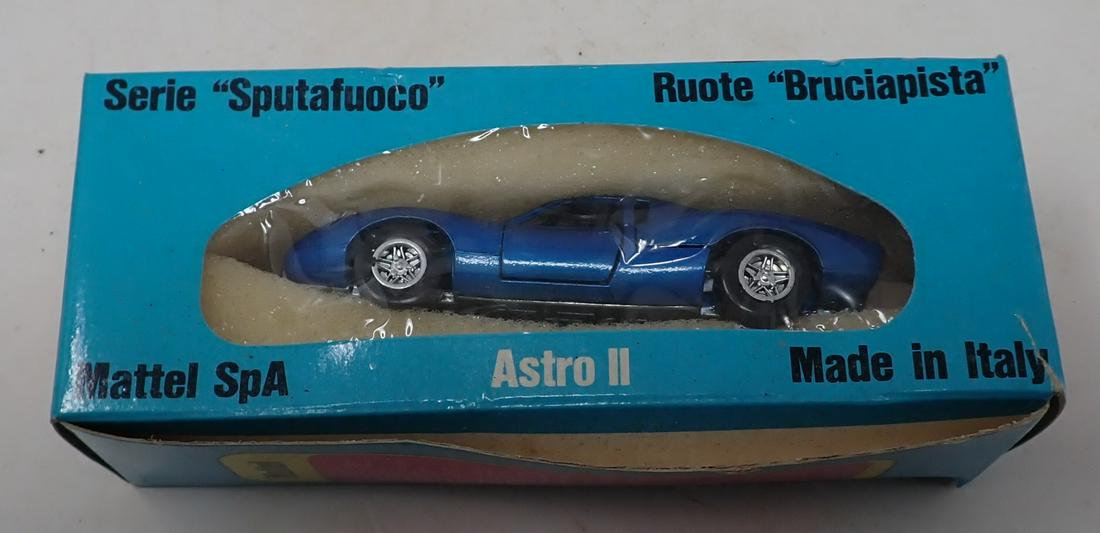 Serie “Sputafuoco”
Ruote “Bruciapista”
Mattel SpA
Astro II
Made in Italy